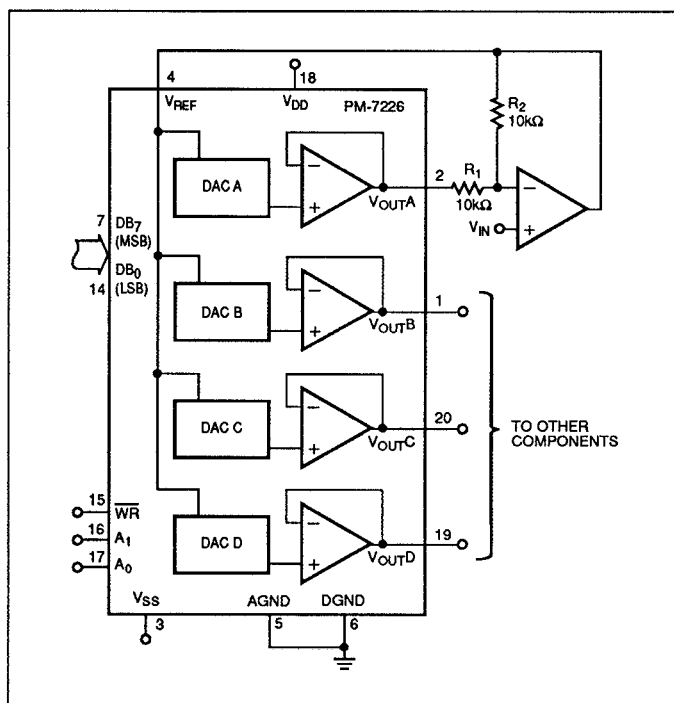 4
18
VREF
VDD
PM-7226
R2
10kΩ
DAC A
−
+
VOUTA
2
R1
10kΩ
−
+
VIN
7
DB7
(MSB)
DB0
14
(LSB)
DAC B
−
+
VOUTB
1
DAC C
−
+
VOUTC
20
TO OTHER
COMPONENTS
DAC D
−
+
VOUTD
19
15
WR
16
A1
17
A0
VSS
AGND
DGND
3
5
6